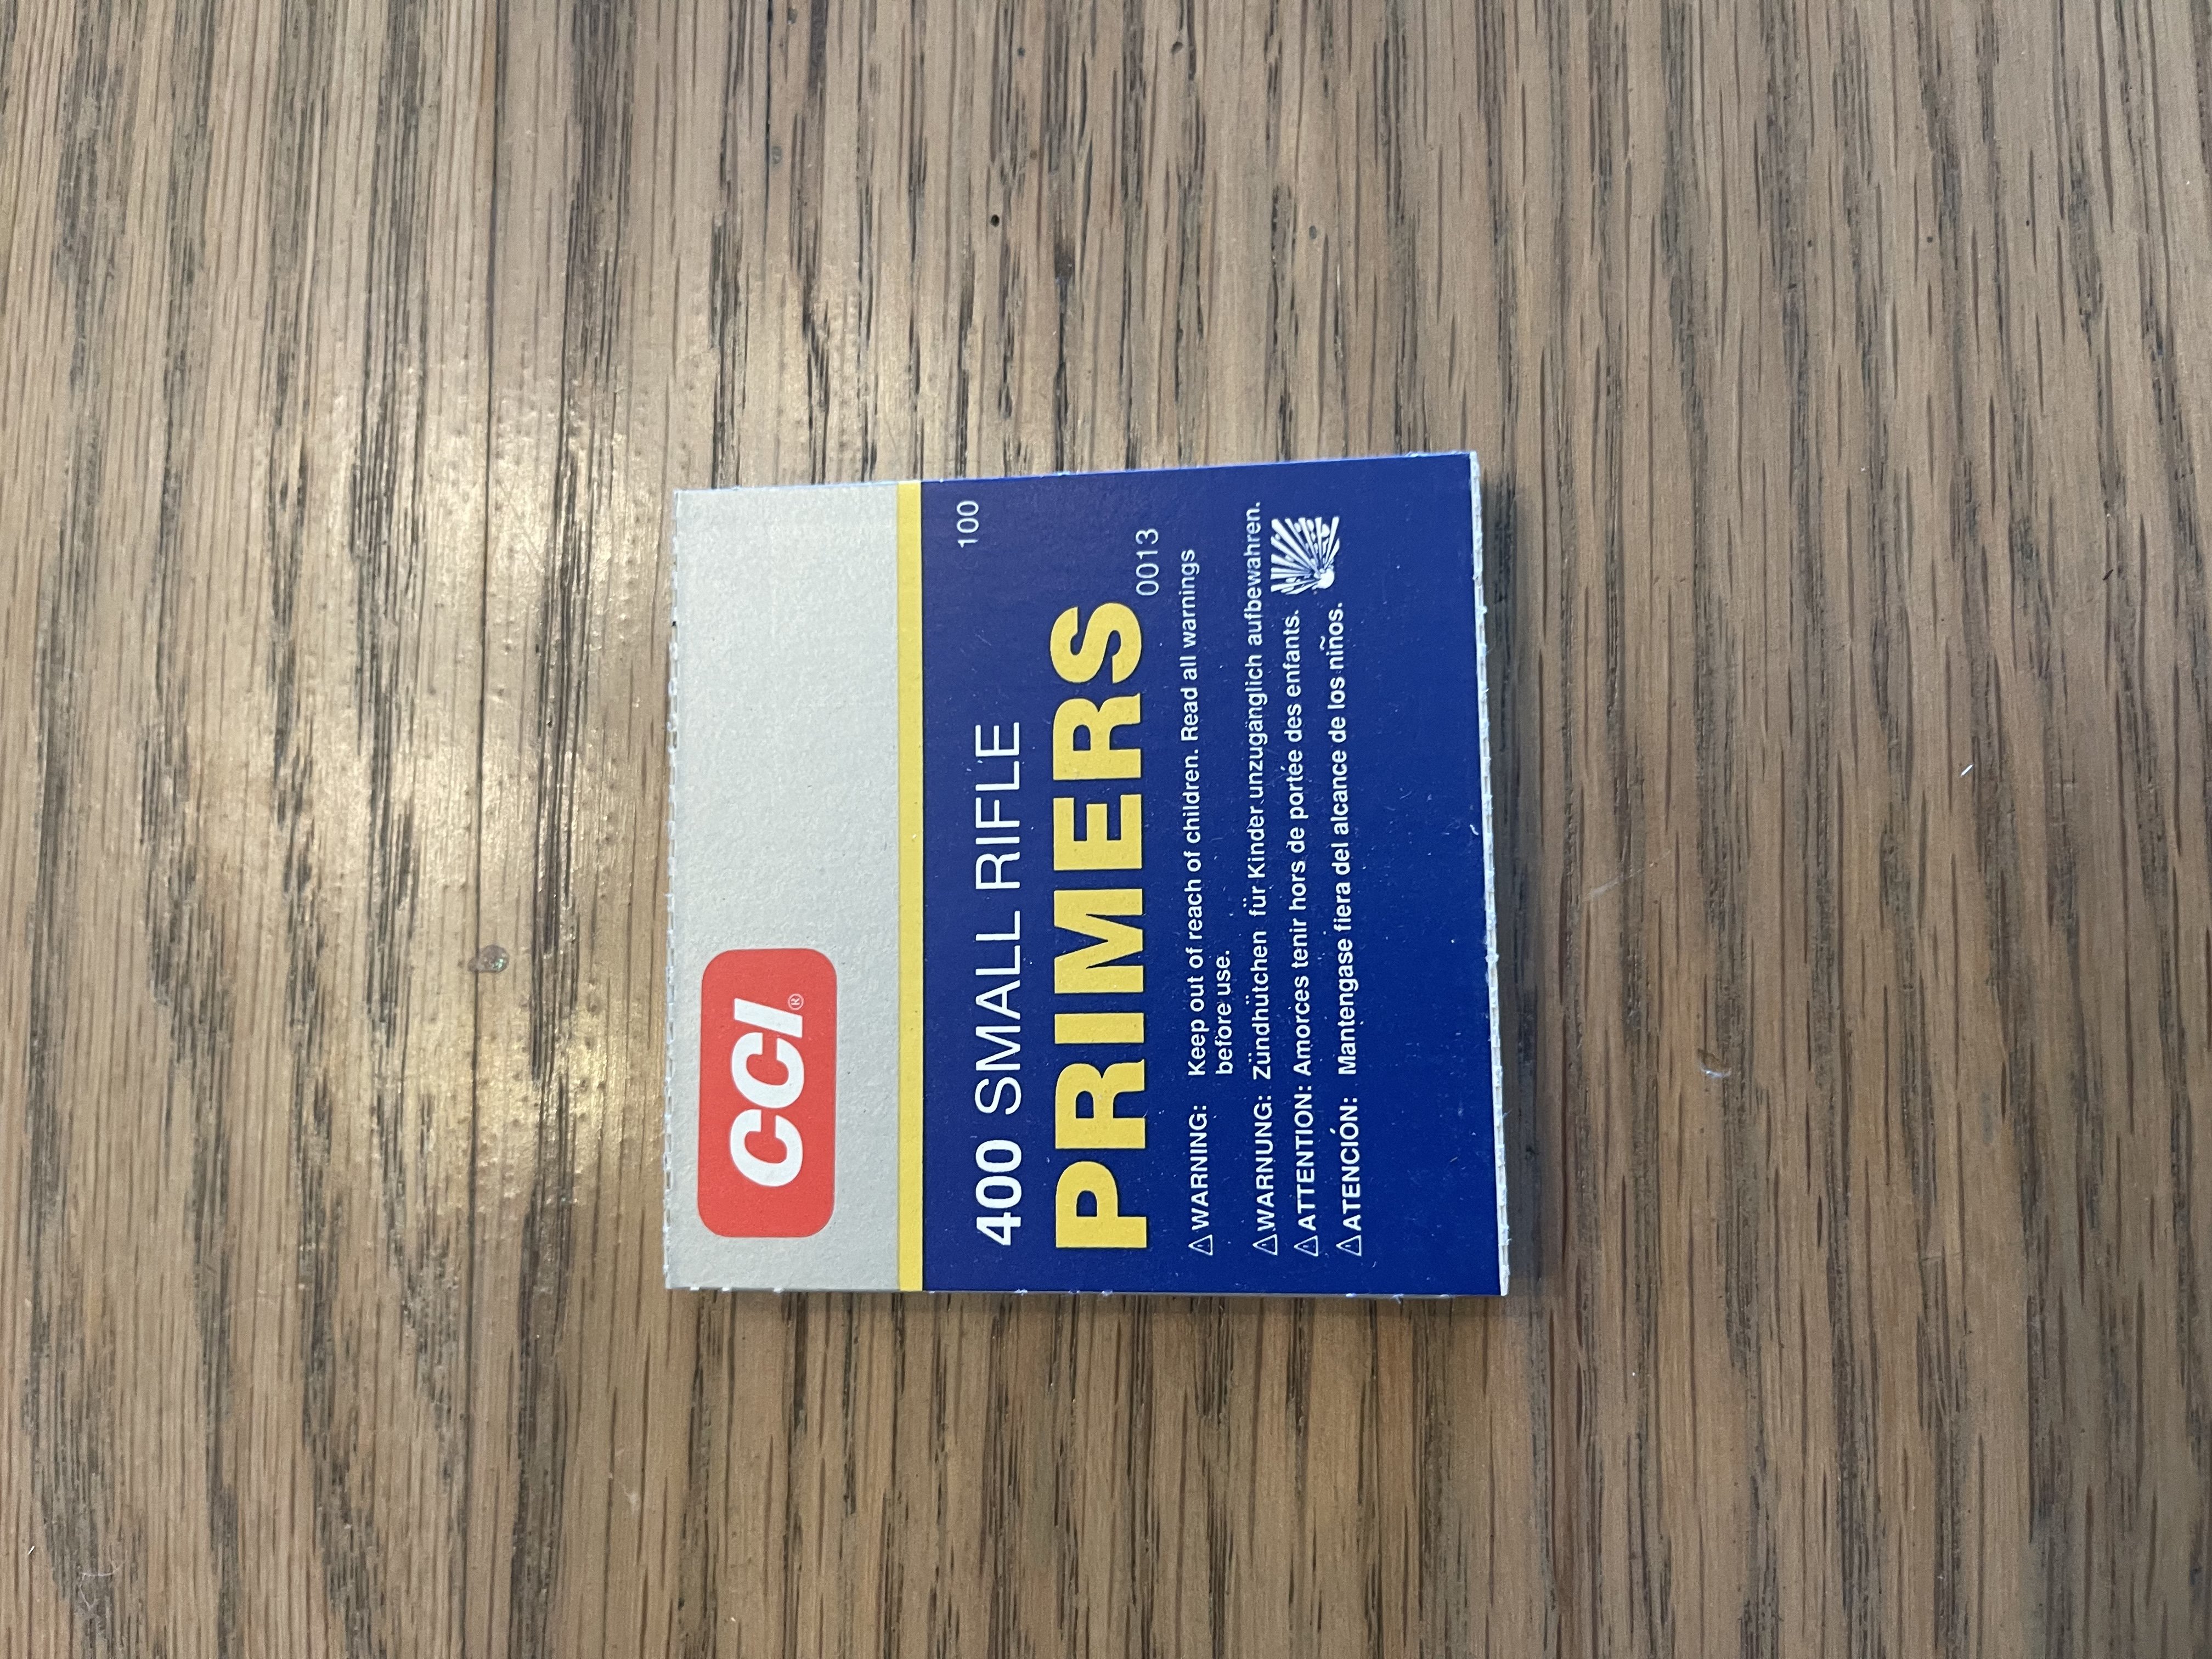 CCI®
100
400 SMALL RIFLE
PRIMERS
0013
⚠WARNING: Keep out of reach of children. Read all warnings
before use.
⚠WARNUNG: Zündhütchen für Kinder unzugänglich aufbewahren.
⚠ATTENTION: Amorces tenir hors de portée des enfants.
⚠ATENCIÓN: Mantengase fiera del alcance de los niños.